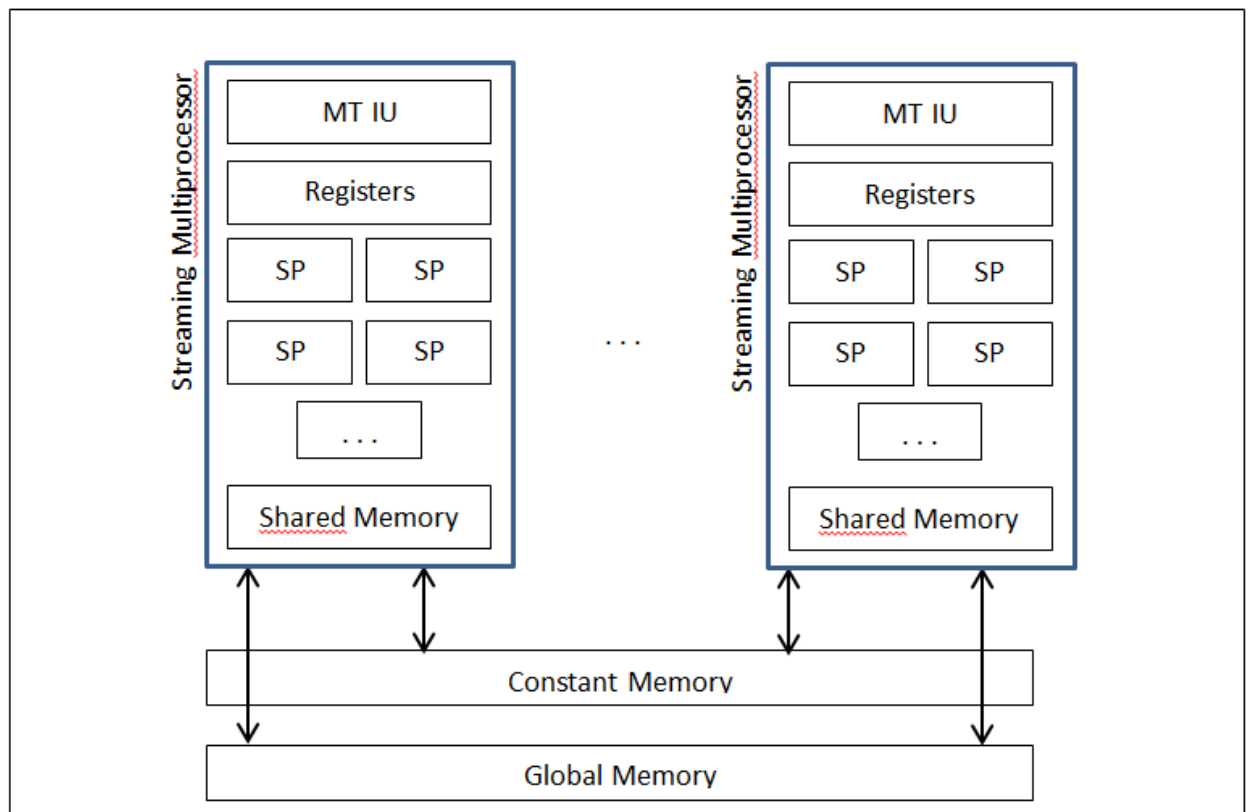 Streaming Multiprocessor
MT IU
Registers
SP SP
SP SP
. . .
Shared Memory
. . .
Streaming Multiprocessor
MT IU
Registers
SP SP
SP SP
. . .
Shared Memory
Constant Memory
Global Memory